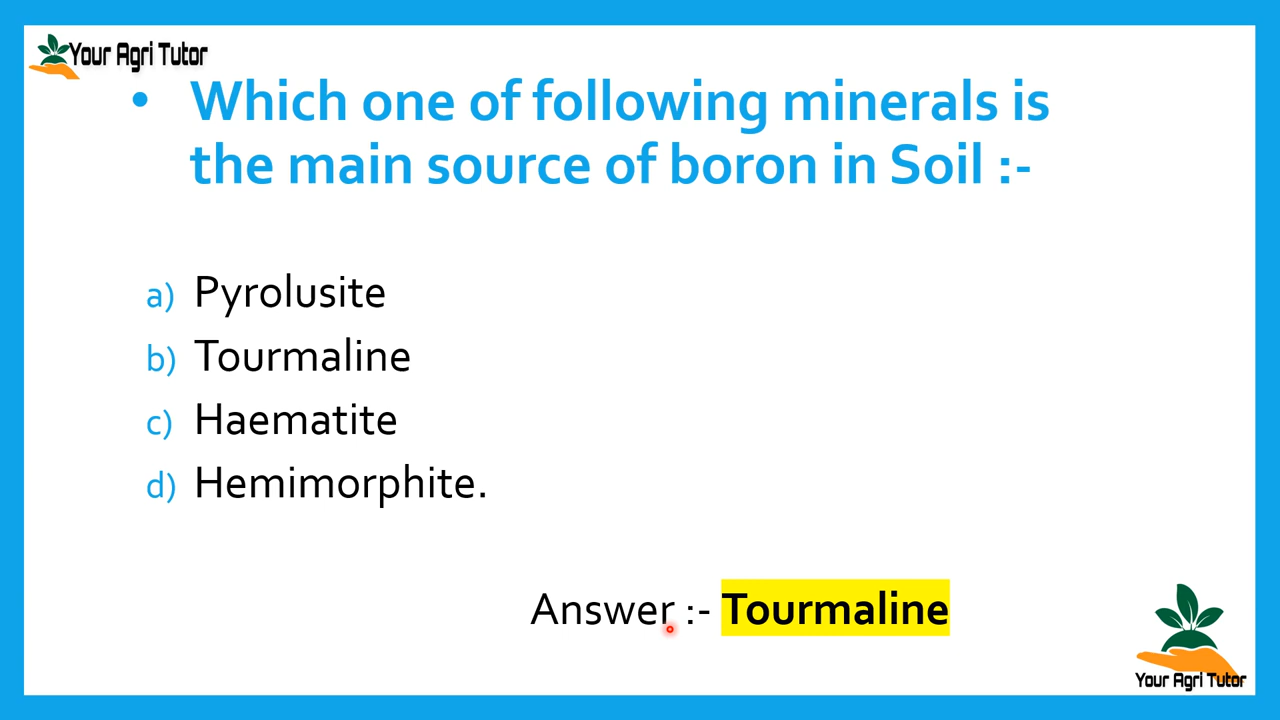 Your Agri Tutor
• Which one of following minerals is
the main source of boron in Soil :-
a) Pyrolusite
b) Tourmaline
c) Haematite
d) Hemimorphite.
Answer :- Tourmaline
Your Agri Tutor